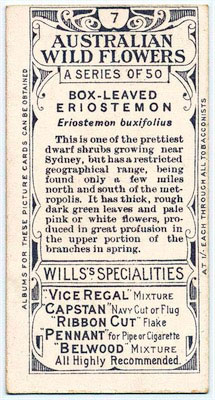 7
AUSTRALIAN
WILD FLOWERS
A SERIES OF 50
BOX-LEAVED
ERIOSTEMON
Eriostemon buxifolius
This is one of the prettiest
dwarf shrubs growing near
Sydney, but has a restricted
geographical range, being
found only a few miles
north and south of the met-
ropolis. It has thick, rough
dark green leaves and pale
pink or white flowers, pro-
duced in great profusion in
the upper portion of the
branches in spring.
WILLS'S SPECIALITIES
"VICE REGAL" MIXTURE
"CAPSTAN" NAVY CUT or FLUG
"RIBBON CUT" Flake
"PENNANT" for Pipe or Cigarette
"BELWOOD" MIXTURE
All Highly Recommended.
ALBUMS FOR THESE PICTURE CARDS CAN BE OBTAINED
AT 1/- EACH THROUGH ALL TOBACCONISTS